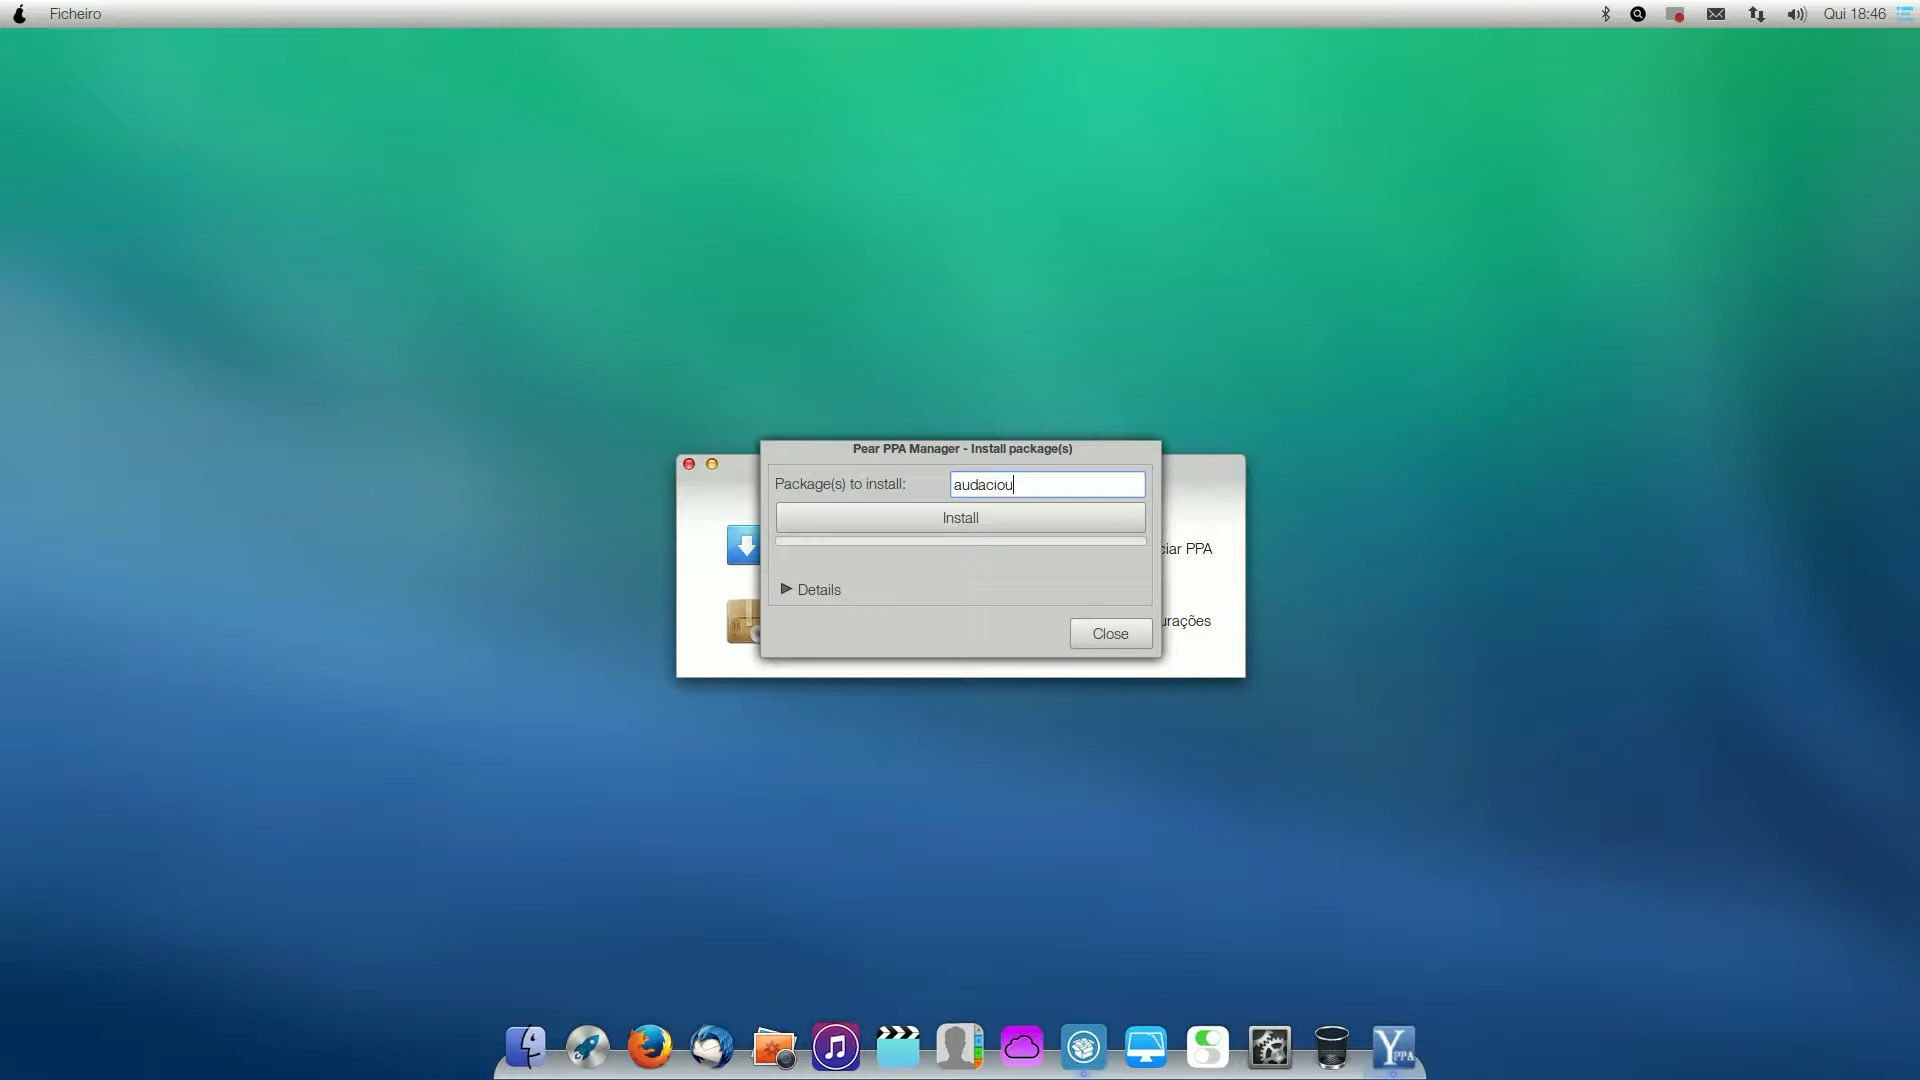 Ficheiro
Qui 18:46
Pear PPA Manager - Install package(s)
Package(s) to install: audaciou
Install
ciar PPA
Details
urações
Close
Y PPA